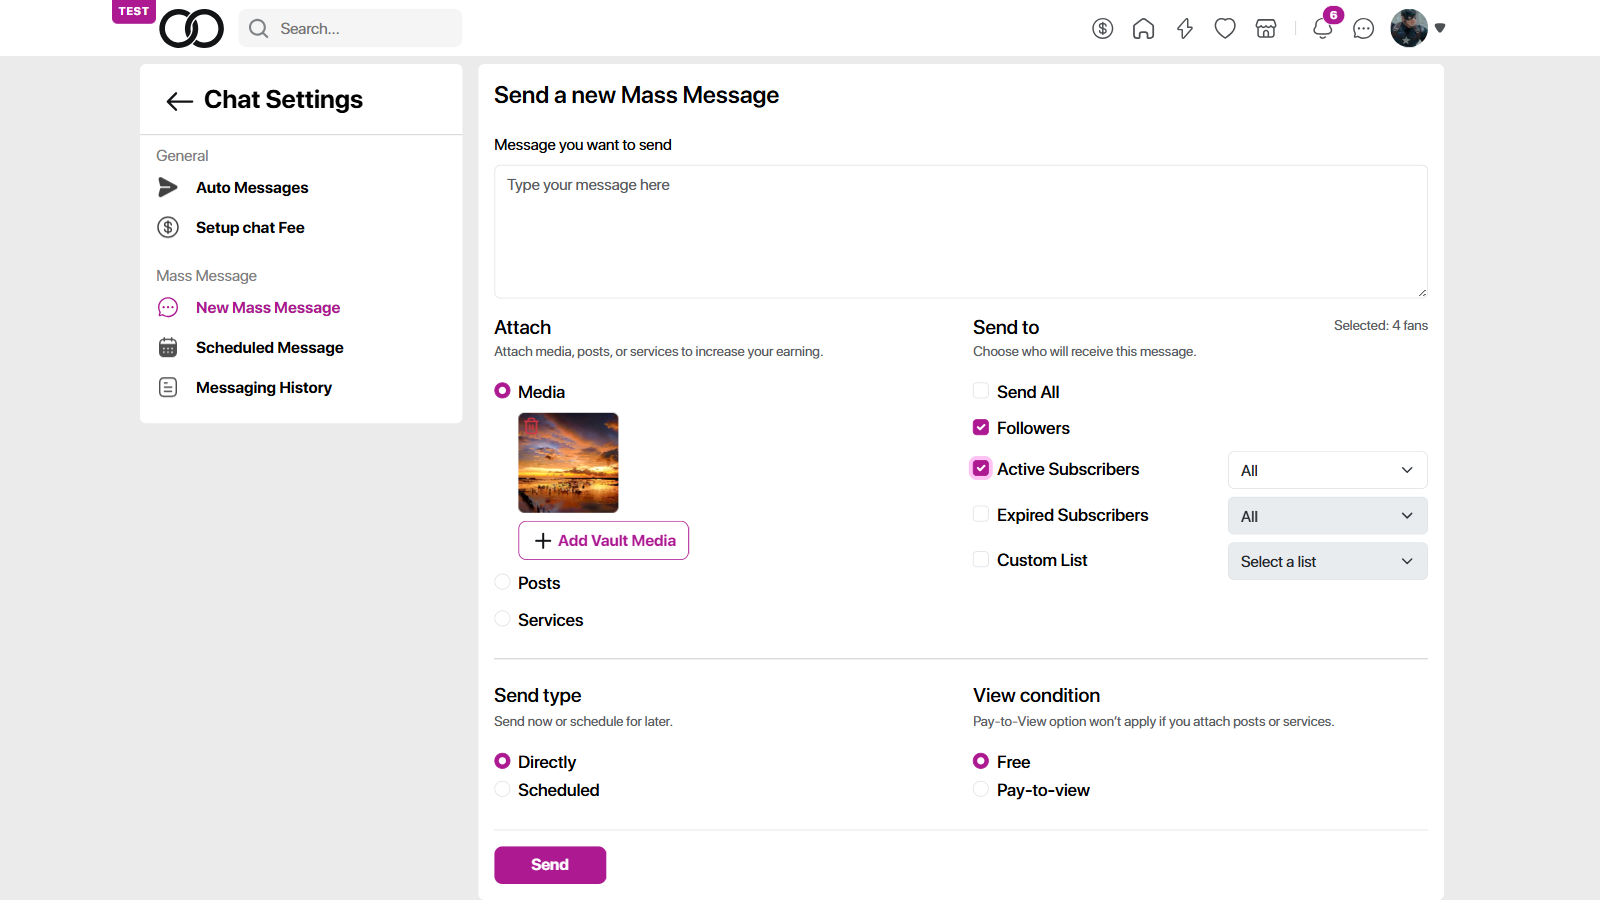 TEST
Search...
6
Chat Settings
General
Auto Messages
Setup chat Fee
Mass Message
New Mass Message
Scheduled Message
Messaging History
Send a new Mass Message
Message you want to send
Type your message here
Attach
Attach media, posts, or services to increase your earning.
Media
Add Vault Media
Posts
Services
Send to
Selected: 4 fans
Choose who will receive this message.
Send All
Followers
Active Subscribers
All
Expired Subscribers
All
Custom List
Select a list
Send type
Send now or schedule for later.
Directly
Scheduled
View condition
Pay-to-View option won't apply if you attach posts or services.
Free
Pay-to-view
Send